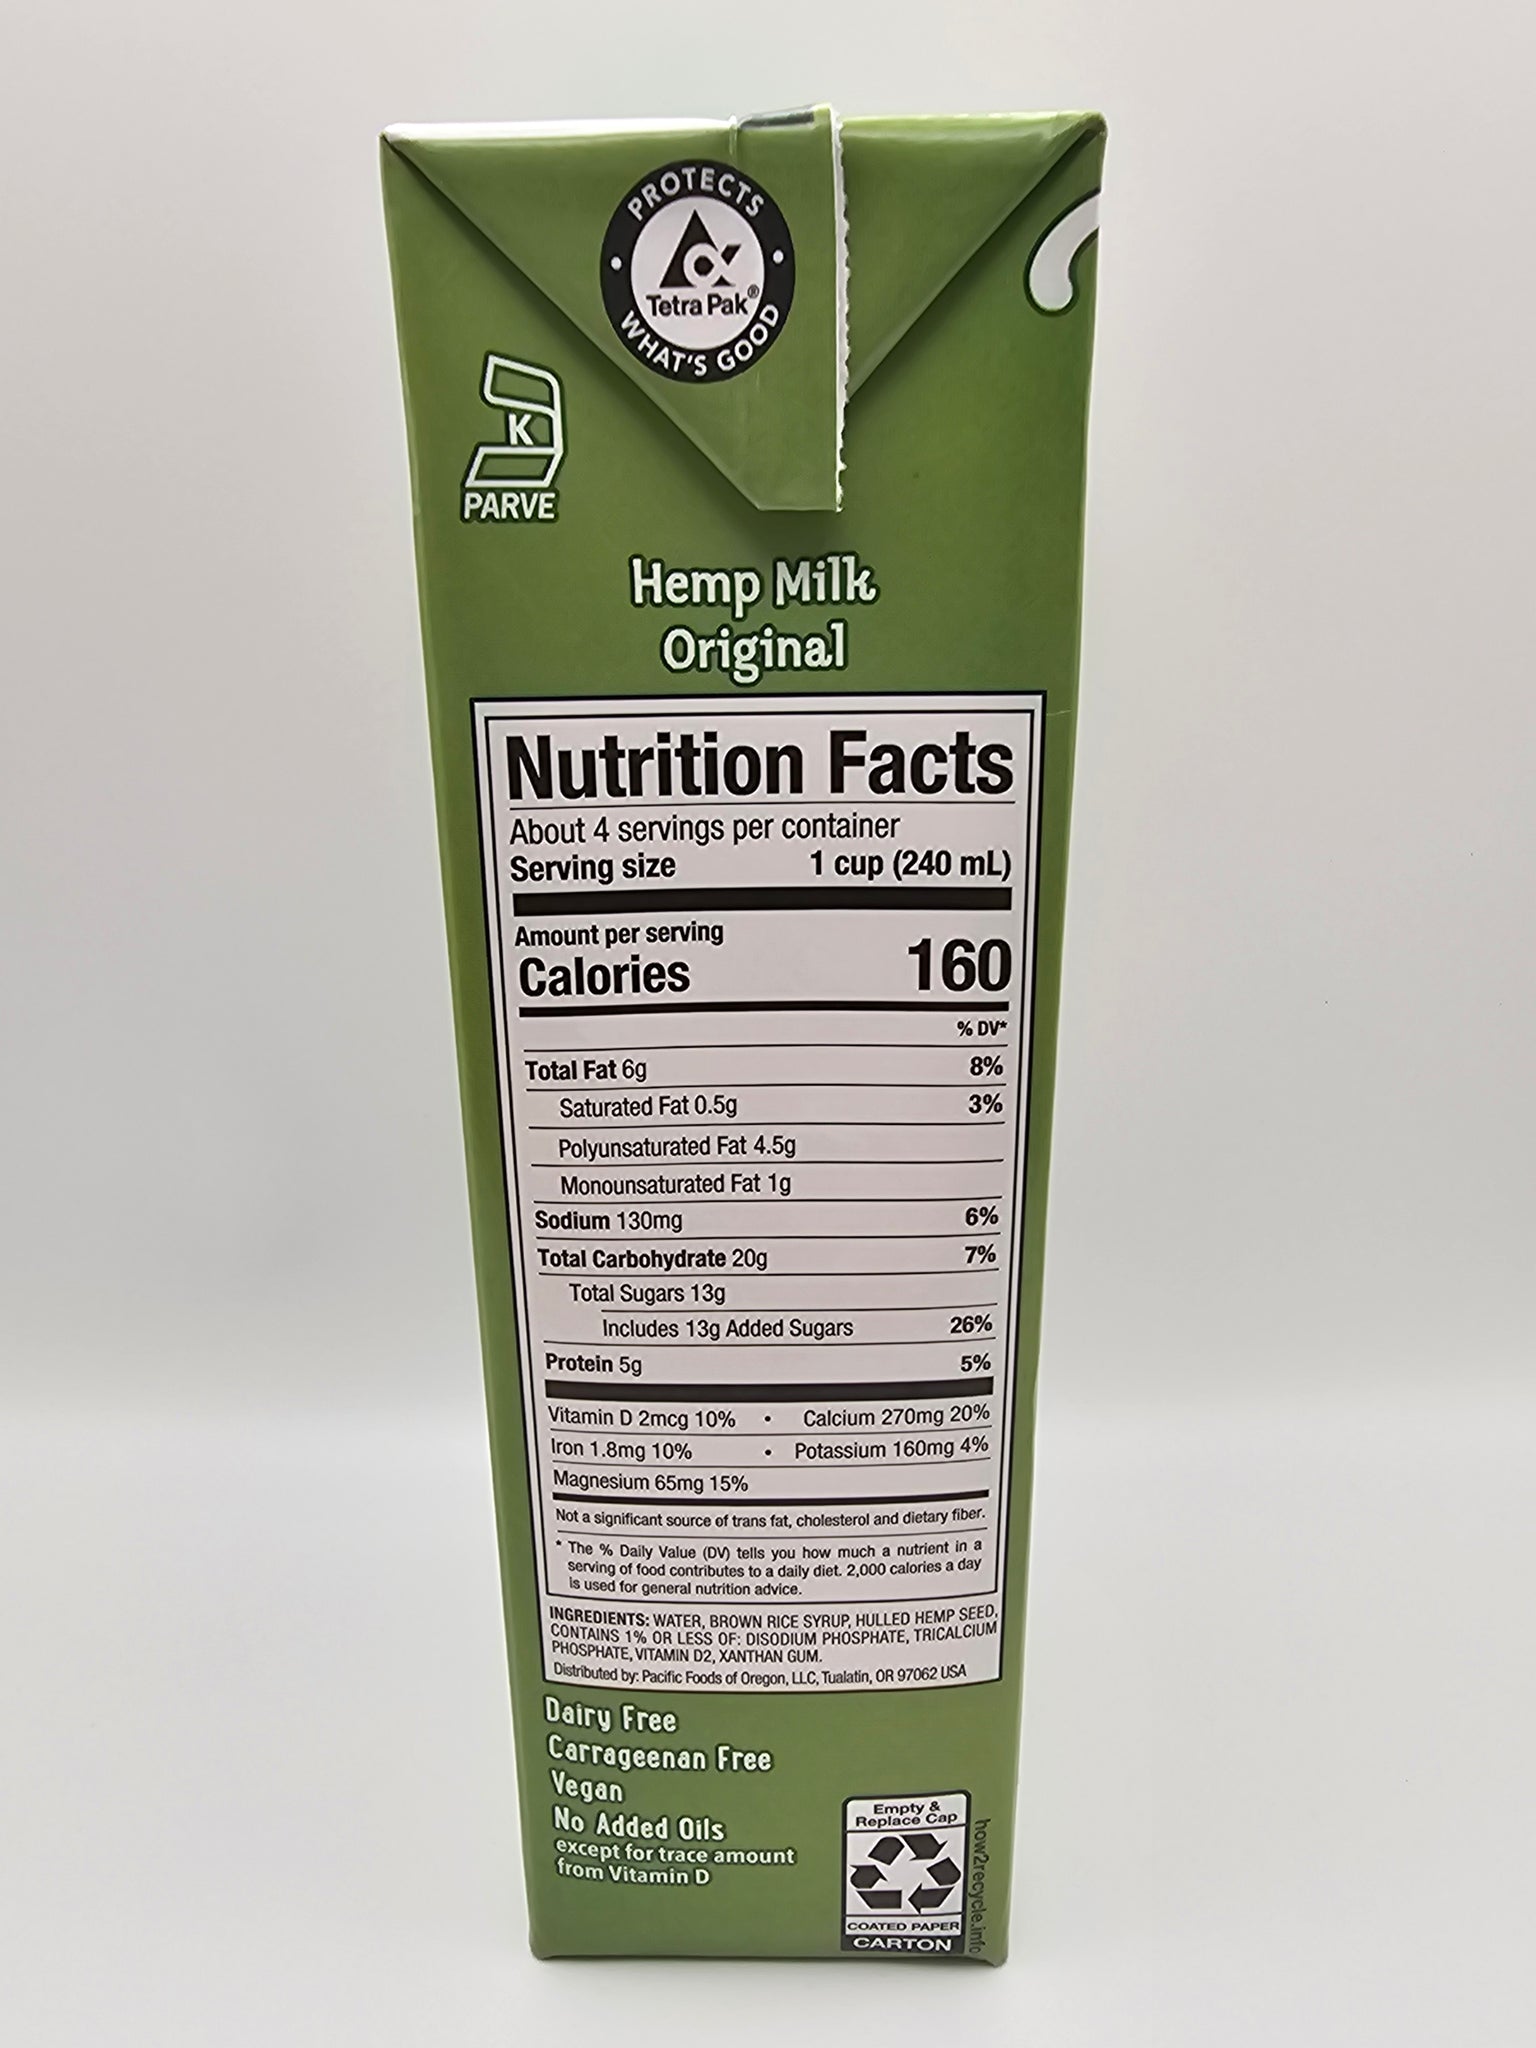 PROTECTS
Tetra Pak®
WHAT'S GOOD
K
PARVE
Hemp Milk
Original
Nutrition Facts
About 4 servings per container
Serving size 1 cup (240 mL)
Amount per serving
Calories 160
% DV*
Total Fat 6g 8%
Saturated Fat 0.5g 3%
Polyunsaturated Fat 4.5g
Monounsaturated Fat 1g
Sodium 130mg 6%
Total Carbohydrate 20g 7%
Total Sugars 13g
Includes 13g Added Sugars 26%
Protein 5g 5%
Vitamin D 2mcg 10% • Calcium 270mg 20%
Iron 1.8mg 10% • Potassium 160mg 4%
Magnesium 65mg 15%
Not a significant source of trans fat, cholesterol and dietary fiber.
* The % Daily Value (DV) tells you how much a nutrient in a
serving of food contributes to a daily diet. 2,000 calories a day
is used for general nutrition advice.
INGREDIENTS: WATER, BROWN RICE SYRUP, HULLED HEMP SEED,
CONTAINS 1% OR LESS OF: DISODIUM PHOSPHATE, TRICALCIUM
PHOSPHATE, VITAMIN D2, XANTHAN GUM.
Distributed by: Pacific Foods of Oregon, LLC, Tualatin, OR 97062 USA
Dairy Free
Carrageenan Free
Vegan
No Added Oils
except for trace amount
from Vitamin D
Empty &
Replace Cap
COATED PAPER
CARTON
how2recycle.info